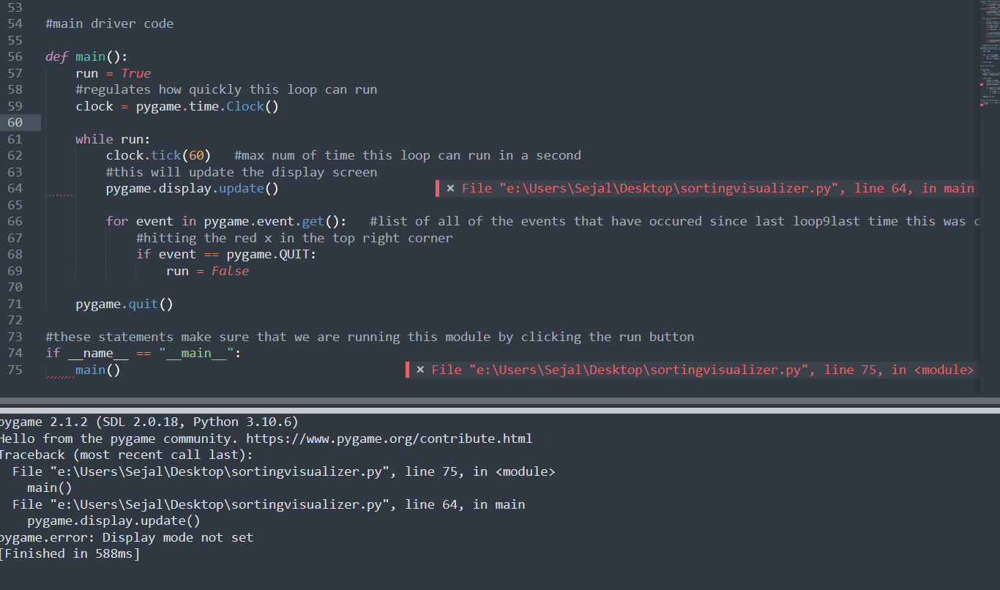 53
54 #main driver code
55
56 def main():
57 run = True
58 #regulates how quickly this loop can run
59 clock = pygame.time.Clock()
60
61 while run:
62 clock.tick(60) #max num of time this loop can run in a second
63 #this will update the display screen
64 pygame.display.update() × File "e:\Users\Sejal\Desktop\sortingvisualizer.py", line 64, in main
65
66 for event in pygame.event.get(): #list of all of the events that have occured since last loop9last time this was c
67 #hitting the red x in the top right corner
68 if event == pygame.QUIT:
69 run = False
70
71 pygame.quit()
72
73 #these statements make sure that we are running this module by clicking the run button
74 if __name__ == "__main__":
75 main() × File "e:\Users\Sejal\Desktop\sortingvisualizer.py", line 75, in <module>
pygame 2.1.2 (SDL 2.0.18, Python 3.10.6)
Hello from the pygame community. https://www.pygame.org/contribute.html
Traceback (most recent call last):
File "e:\Users\Sejal\Desktop\sortingvisualizer.py", line 75, in <module>
main()
File "e:\Users\Sejal\Desktop\sortingvisualizer.py", line 64, in main
pygame.display.update()
pygame.error: Display mode not set
[Finished in 588ms]